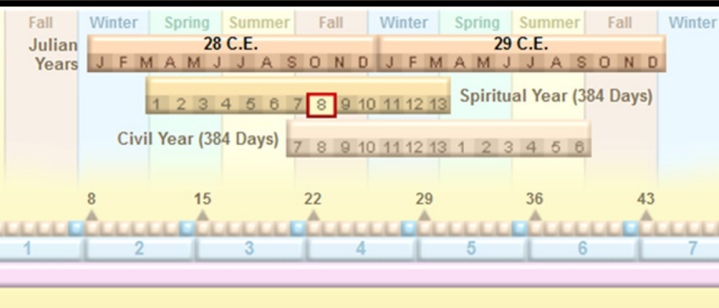 Fall Winter Spring Summer Fall Winter Spring Summer Fall Winter
Julian Years
28 C.E. 29 C.E.
J F M A M J J A S O N D J F M A M J J A S O N D
1 2 3 4 5 6 7 8 9 10 11 12 13 Spiritual Year (384 Days)
Civil Year (384 Days) 7 8 9 10 11 12 13 1 2 3 4 5 6
8 15 22 29 36 43
1 2 3 4 5 6 7